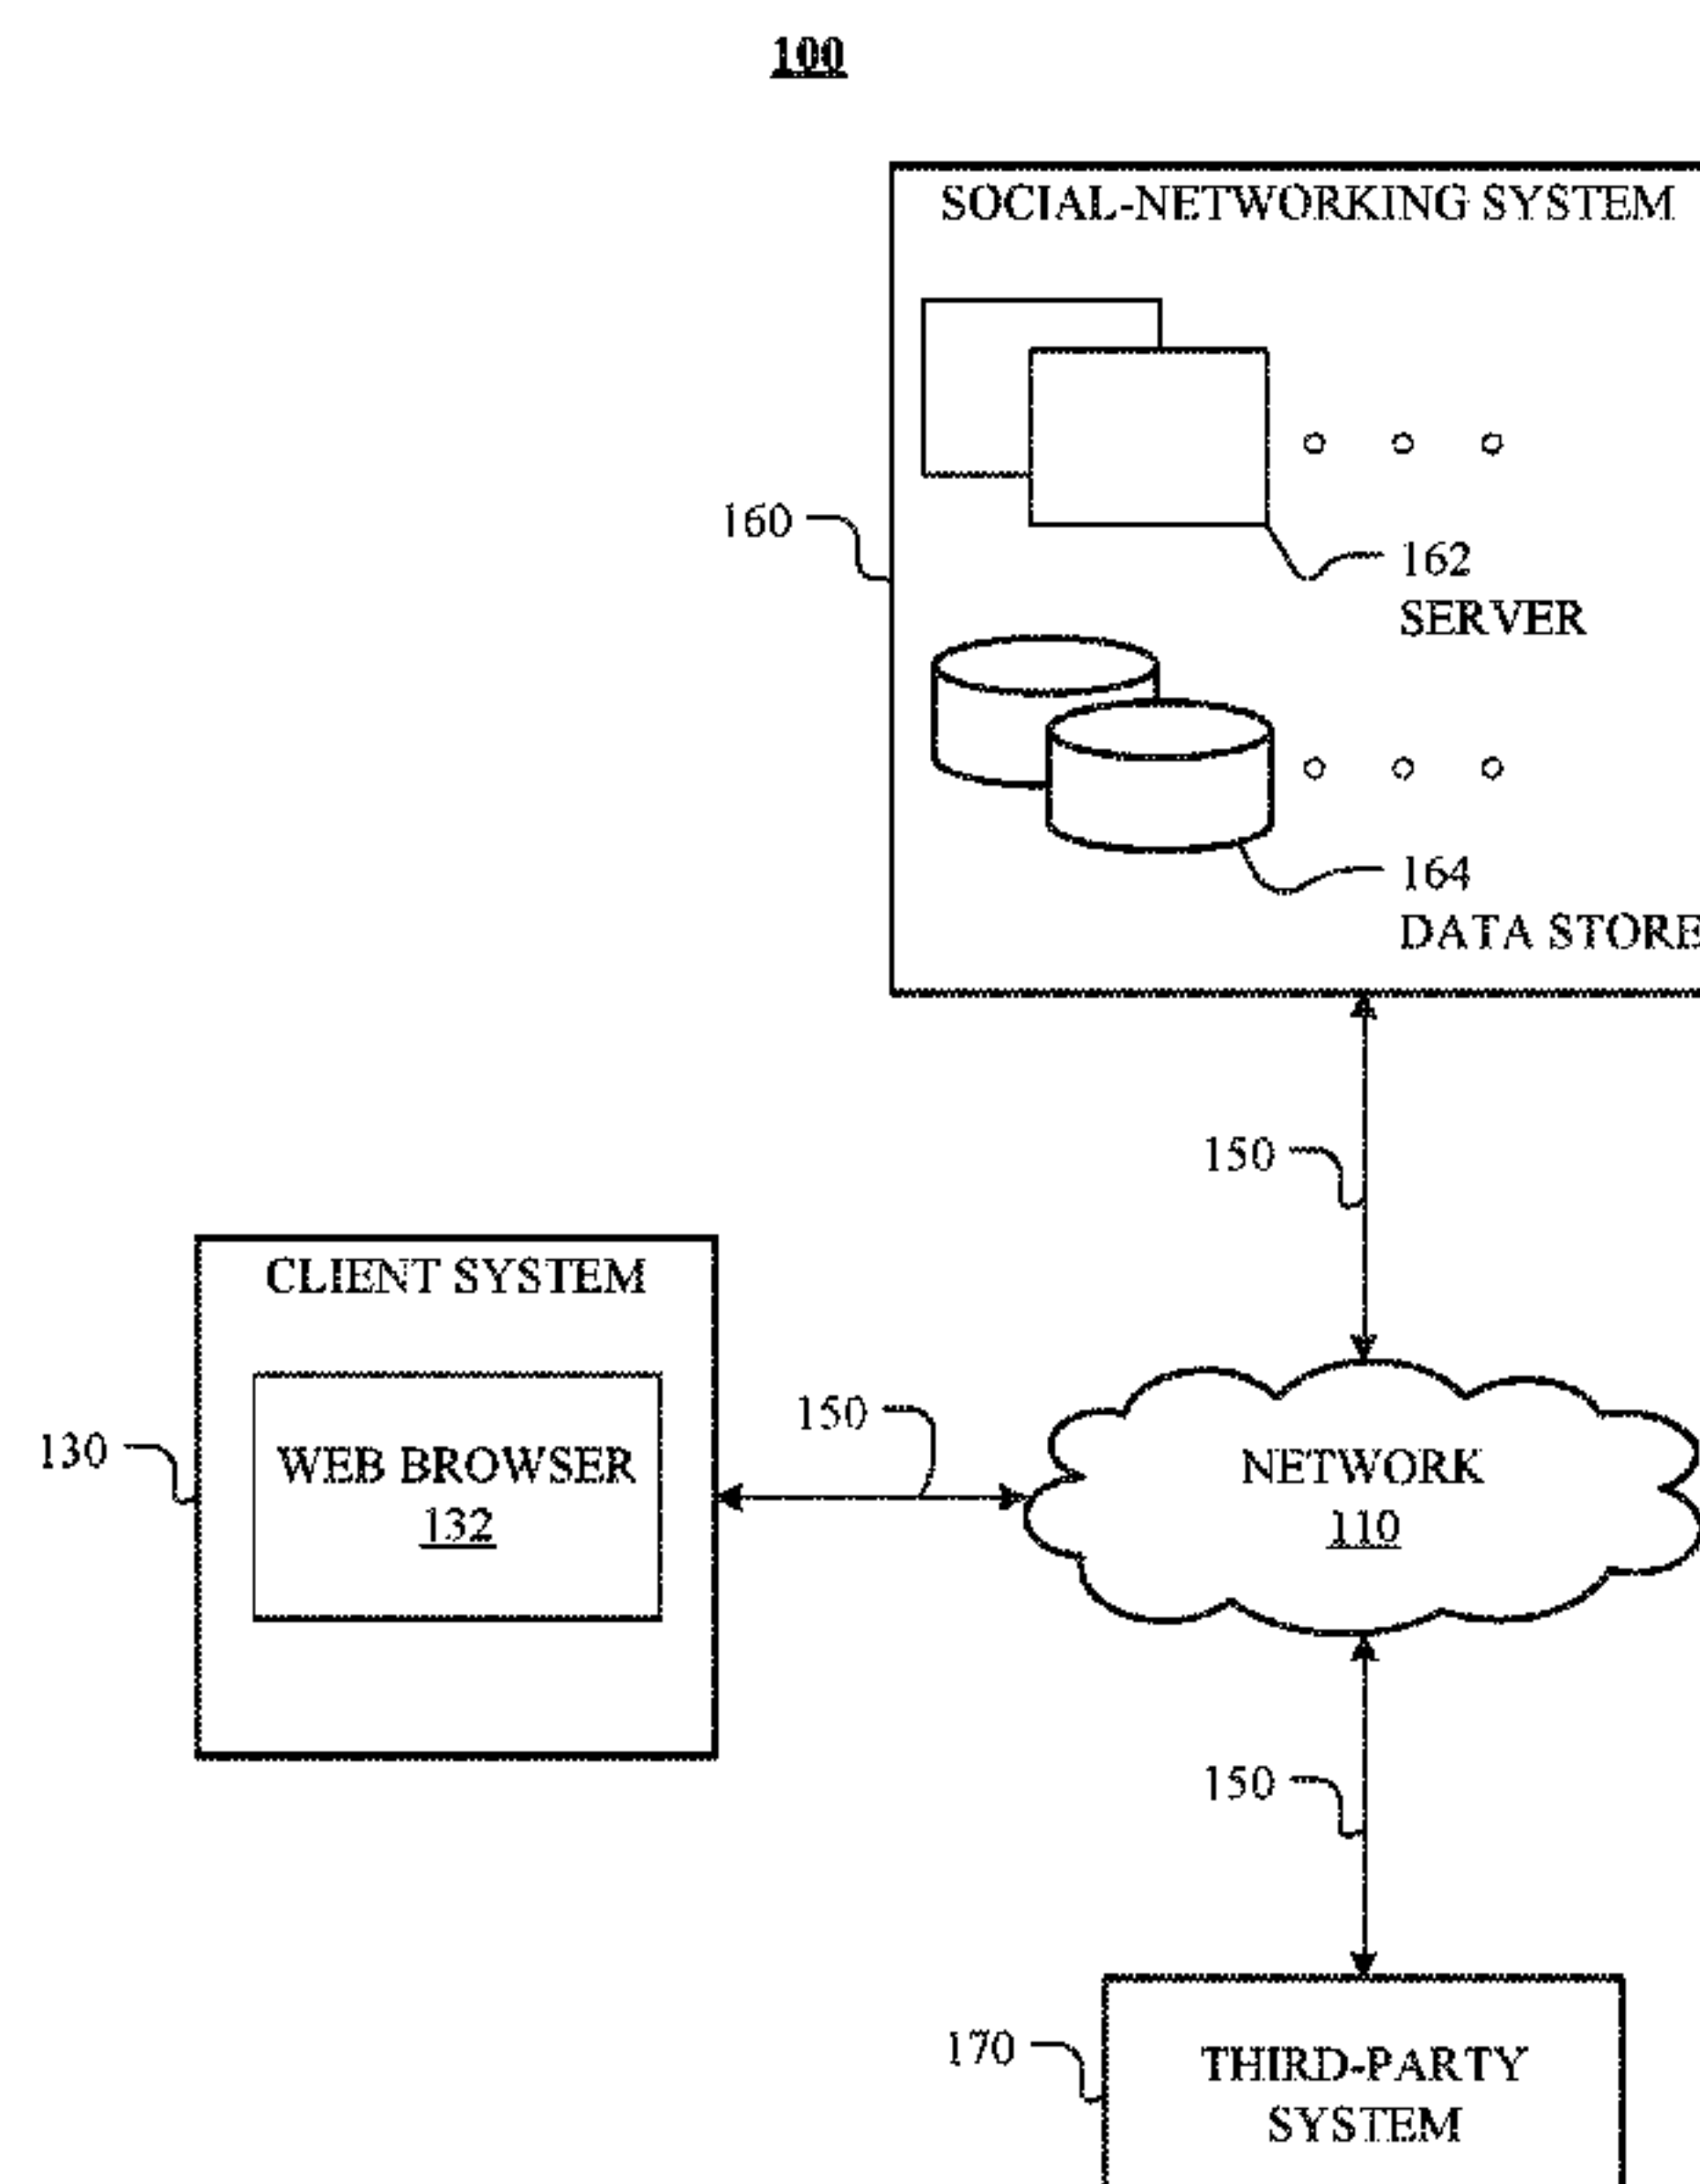 100
SOCIAL-NETWORKING SYSTEM
160
162
SERVER
164
DATA STORE
150
CLIENT SYSTEM
130
WEB BROWSER
132
150
NETWORK
110
150
170
THIRD-PARTY
SYSTEM